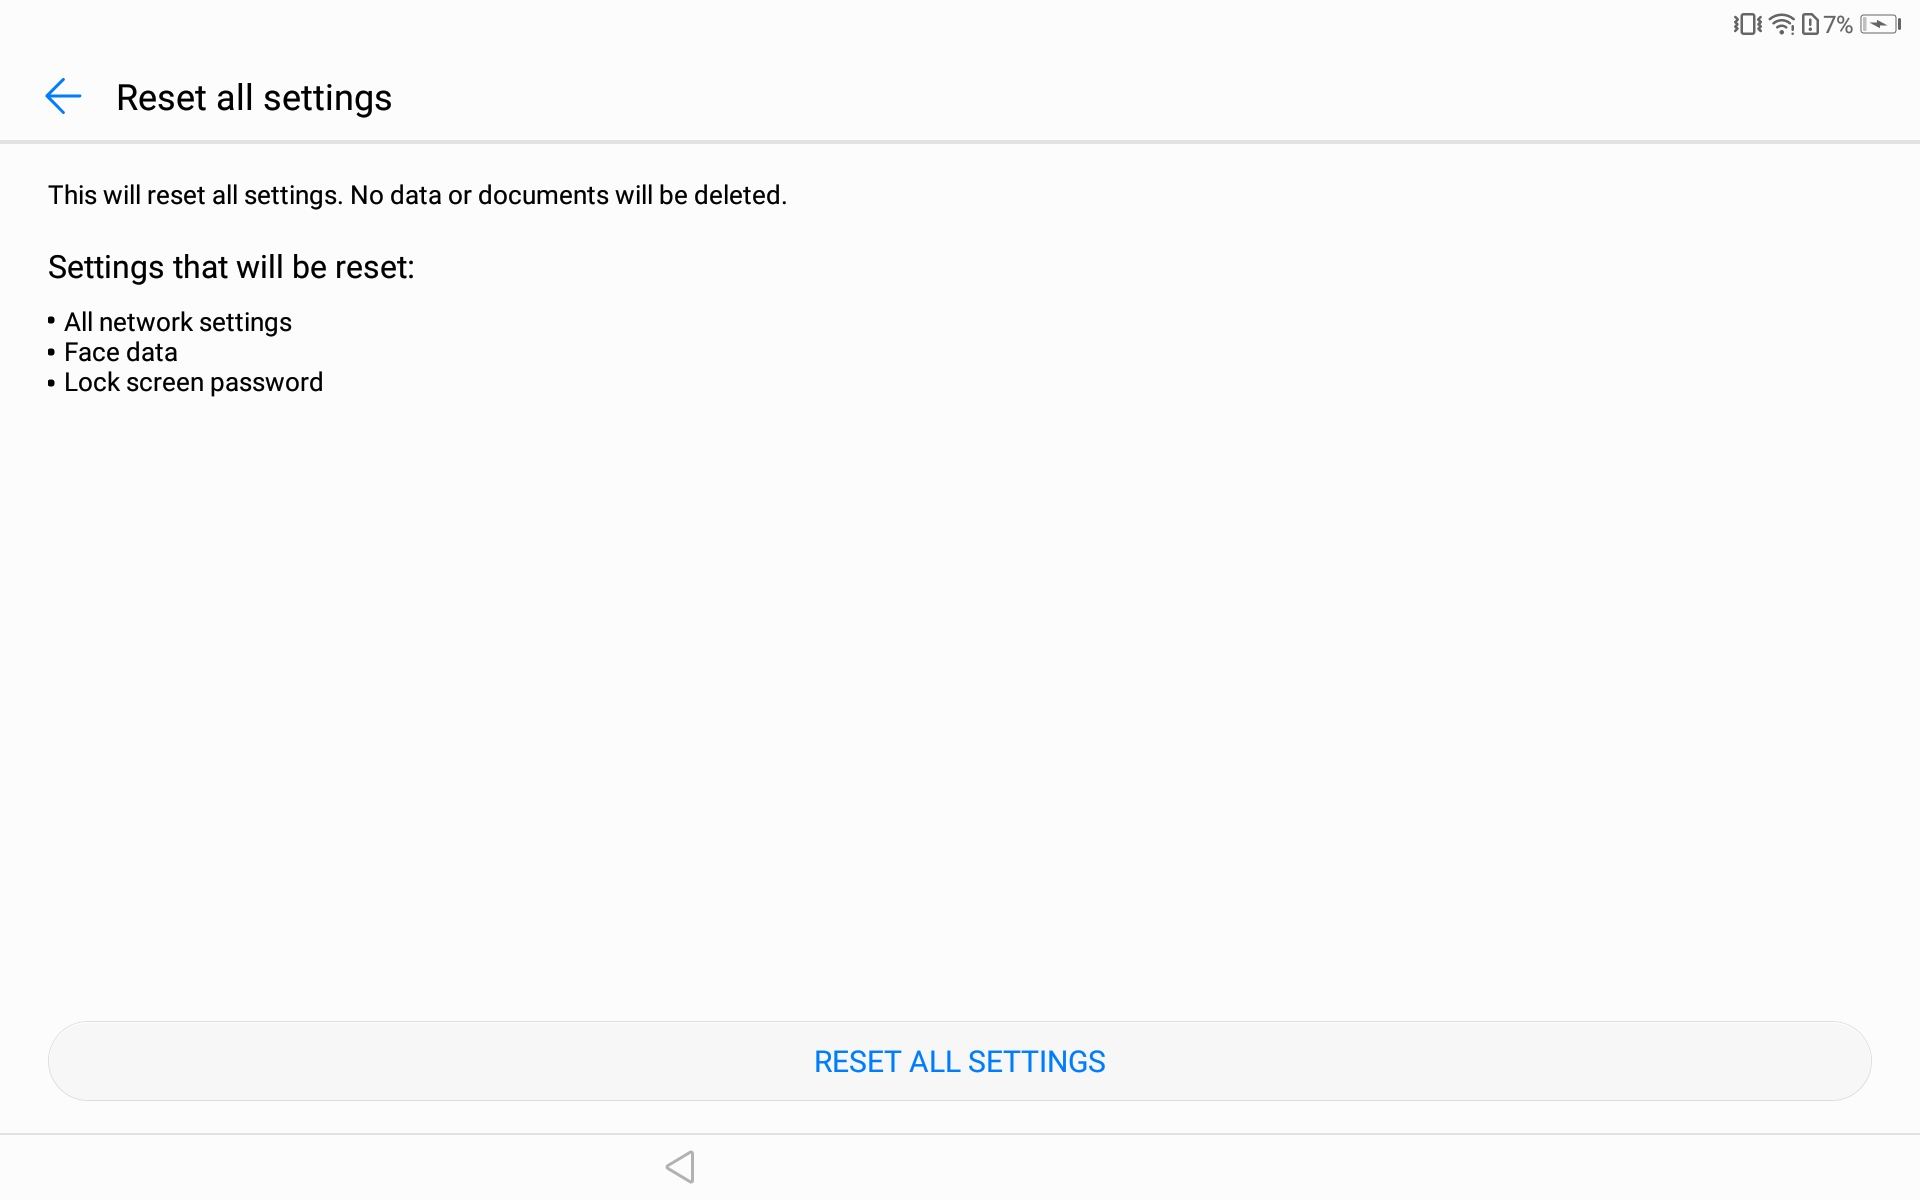 7%
Reset all settings
This will reset all settings. No data or documents will be deleted.
Settings that will be reset:
• All network settings
• Face data
• Lock screen password
RESET ALL SETTINGS